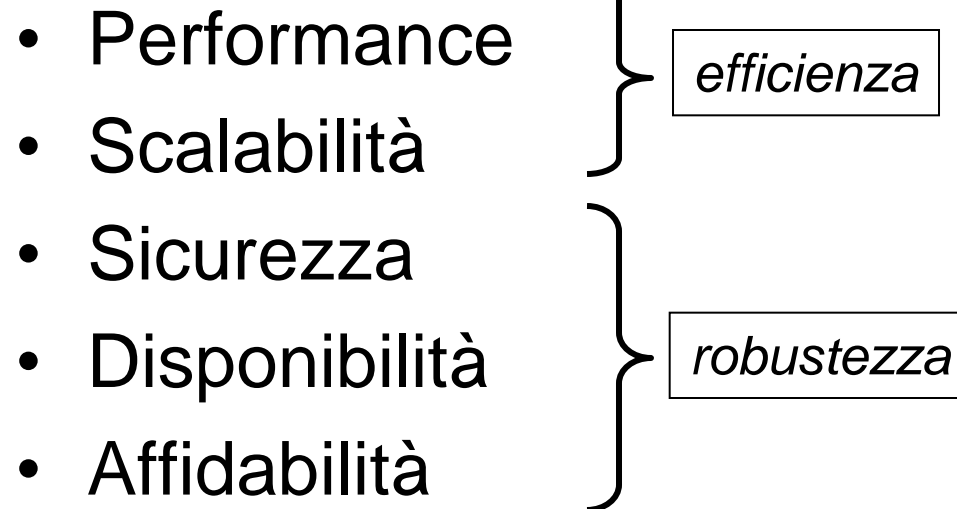 • Performance
efficienza
• Scalabilità
• Sicurezza
• Disponibilità
robustezza
• Affidabilità